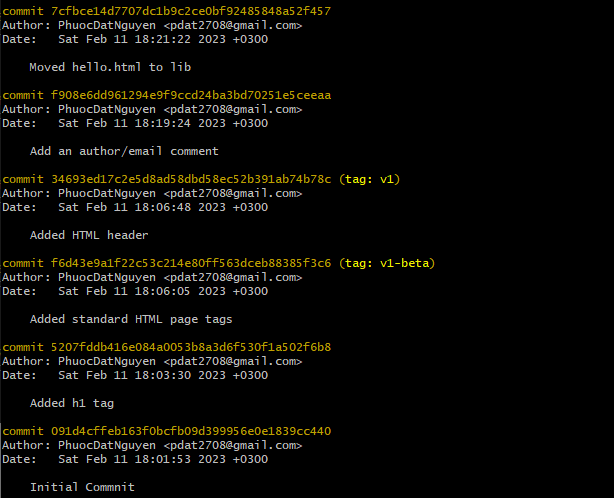 commit 7cfbce14d7707dc1b9c2ce0bf92485848a52f457
Author: PhuocDatNguyen <pdat2708@gmail.com>
Date:   Sat Feb 11 18:21:22 2023 +0300
Moved hello.html to lib
commit f908e6dd961294e9f9ccd24ba3bd70251e5ceeaa
Author: PhuocDatNguyen <pdat2708@gmail.com>
Date:   Sat Feb 11 18:19:24 2023 +0300
Add an author/email comment
commit 34693ed17c2e5d8ad58dbd58ec52b391ab74b78c (tag: v1)
Author: PhuocDatNguyen <pdat2708@gmail.com>
Date:   Sat Feb 11 18:06:48 2023 +0300
Added HTML header
commit f6d43e9a1f22c53c214e80ff563dceb88385f3c6 (tag: v1-beta)
Author: PhuocDatNguyen <pdat2708@gmail.com>
Date:   Sat Feb 11 18:06:05 2023 +0300
Added standard HTML page tags
commit 5207fddb416e084a0053b8a3d6f530f1a502f6b8
Author: PhuocDatNguyen <pdat2708@gmail.com>
Date:   Sat Feb 11 18:03:30 2023 +0300
Added h1 tag
commit 091d4cffeb163f0bcfb09d399956e0e1839cc440
Author: PhuocDatNguyen <pdat2708@gmail.com>
Date:   Sat Feb 11 18:01:53 2023 +0300
Initial Commnit